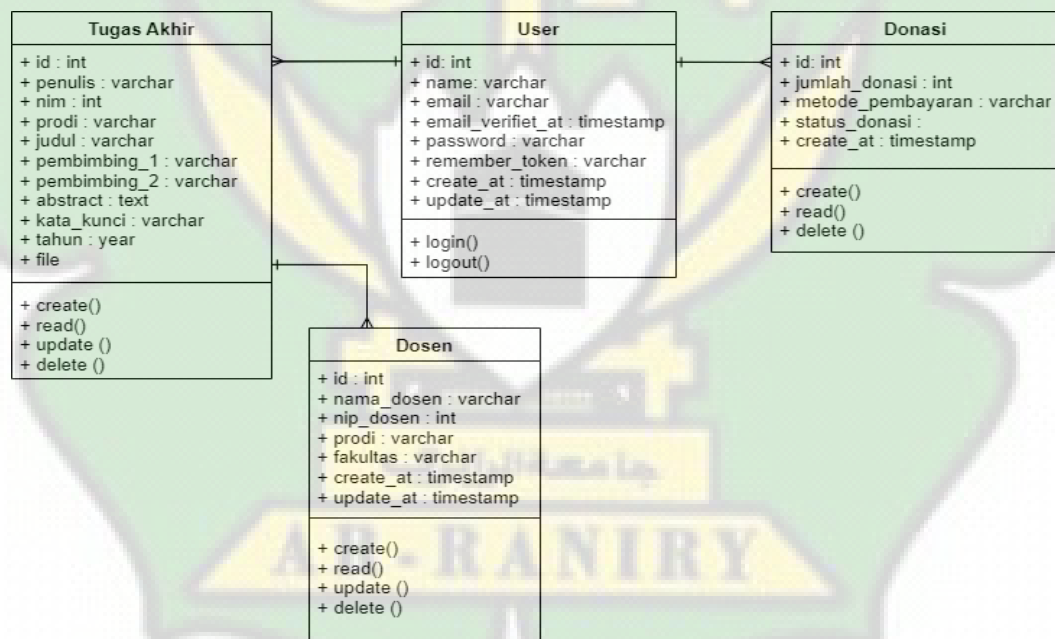 Tugas Akhir
+ id : int
+ penulis : varchar
+ nim : int
+ prodi : varchar
+ judul : varchar
+ pembimbing_1 : varchar
+ pembimbing_2 : varchar
+ abstract : text
+ kata_kunci : varchar
+ tahun : year
+ file
+ create()
+ read()
+ update ()
+ delete ()
User
+ id: int
+ name: varchar
+ email : varchar
+ email_verifiet_at : timestamp
+ password : varchar
+ remember_token : varchar
+ create_at : timestamp
+ update_at : timestamp
+ login()
+ logout()
Donasi
+ id: int
+ jumlah_donasi : int
+ metode_pembayaran : varchar
+ status_donasi :
+ create_at : timestamp
+ create()
+ read()
+ delete ()
Dosen
+ id : int
+ nama_dosen : varchar
+ nip_dosen : int
+ prodi : varchar
+ fakultas : varchar
+ create_at : timestamp
+ update_at : timestamp
+ create()
+ read()
+ update ()
+ delete ()
جامعة الرانيري
AR-RANIRY